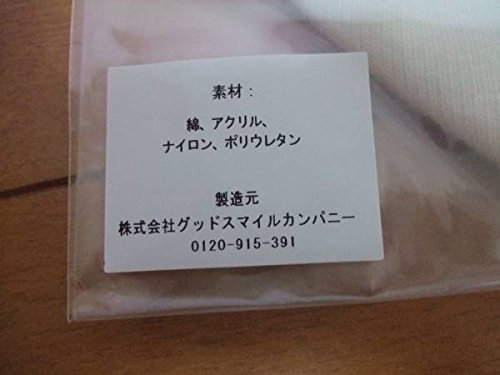 素材：
綿、アクリル、
ナイロン、ポリウレタン
製造元
株式会社グッドスマイルカンパニー
0120-915-391